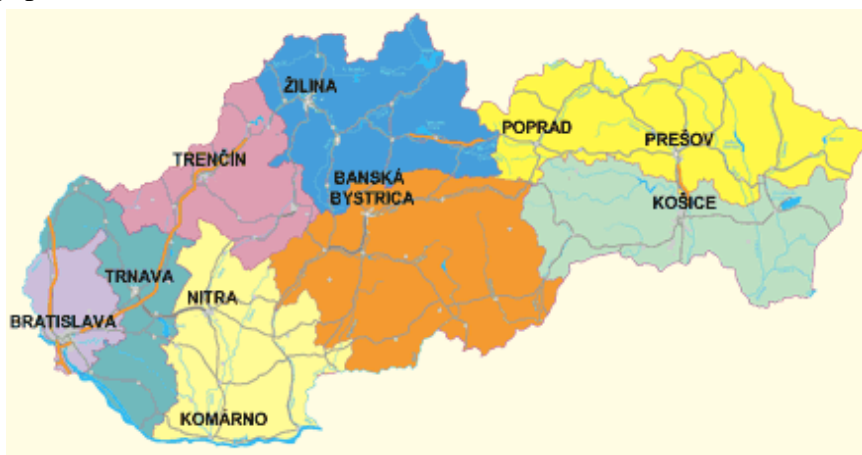 ŽILINA
POPRAD
PREŠOV
TRENČÍN
BANSKÁ
BYSTRICA
KOŠICE
TRNAVA
NITRA
BRATISLAVA
KOMÁRNO